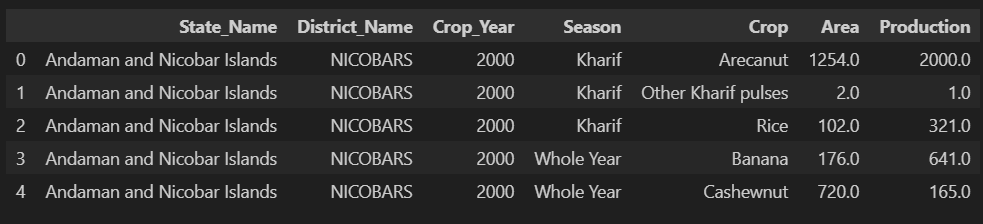 State_Name District_Name Crop_Year Season Crop Area Production
0 Andaman and Nicobar Islands NICOBARS 2000 Kharif Arecanut 1254.0 2000.0
1 Andaman and Nicobar Islands NICOBARS 2000 Kharif Other Kharif pulses 2.0 1.0
2 Andaman and Nicobar Islands NICOBARS 2000 Kharif Rice 102.0 321.0
3 Andaman and Nicobar Islands NICOBARS 2000 Whole Year Banana 176.0 641.0
4 Andaman and Nicobar Islands NICOBARS 2000 Whole Year Cashewnut 720.0 165.0